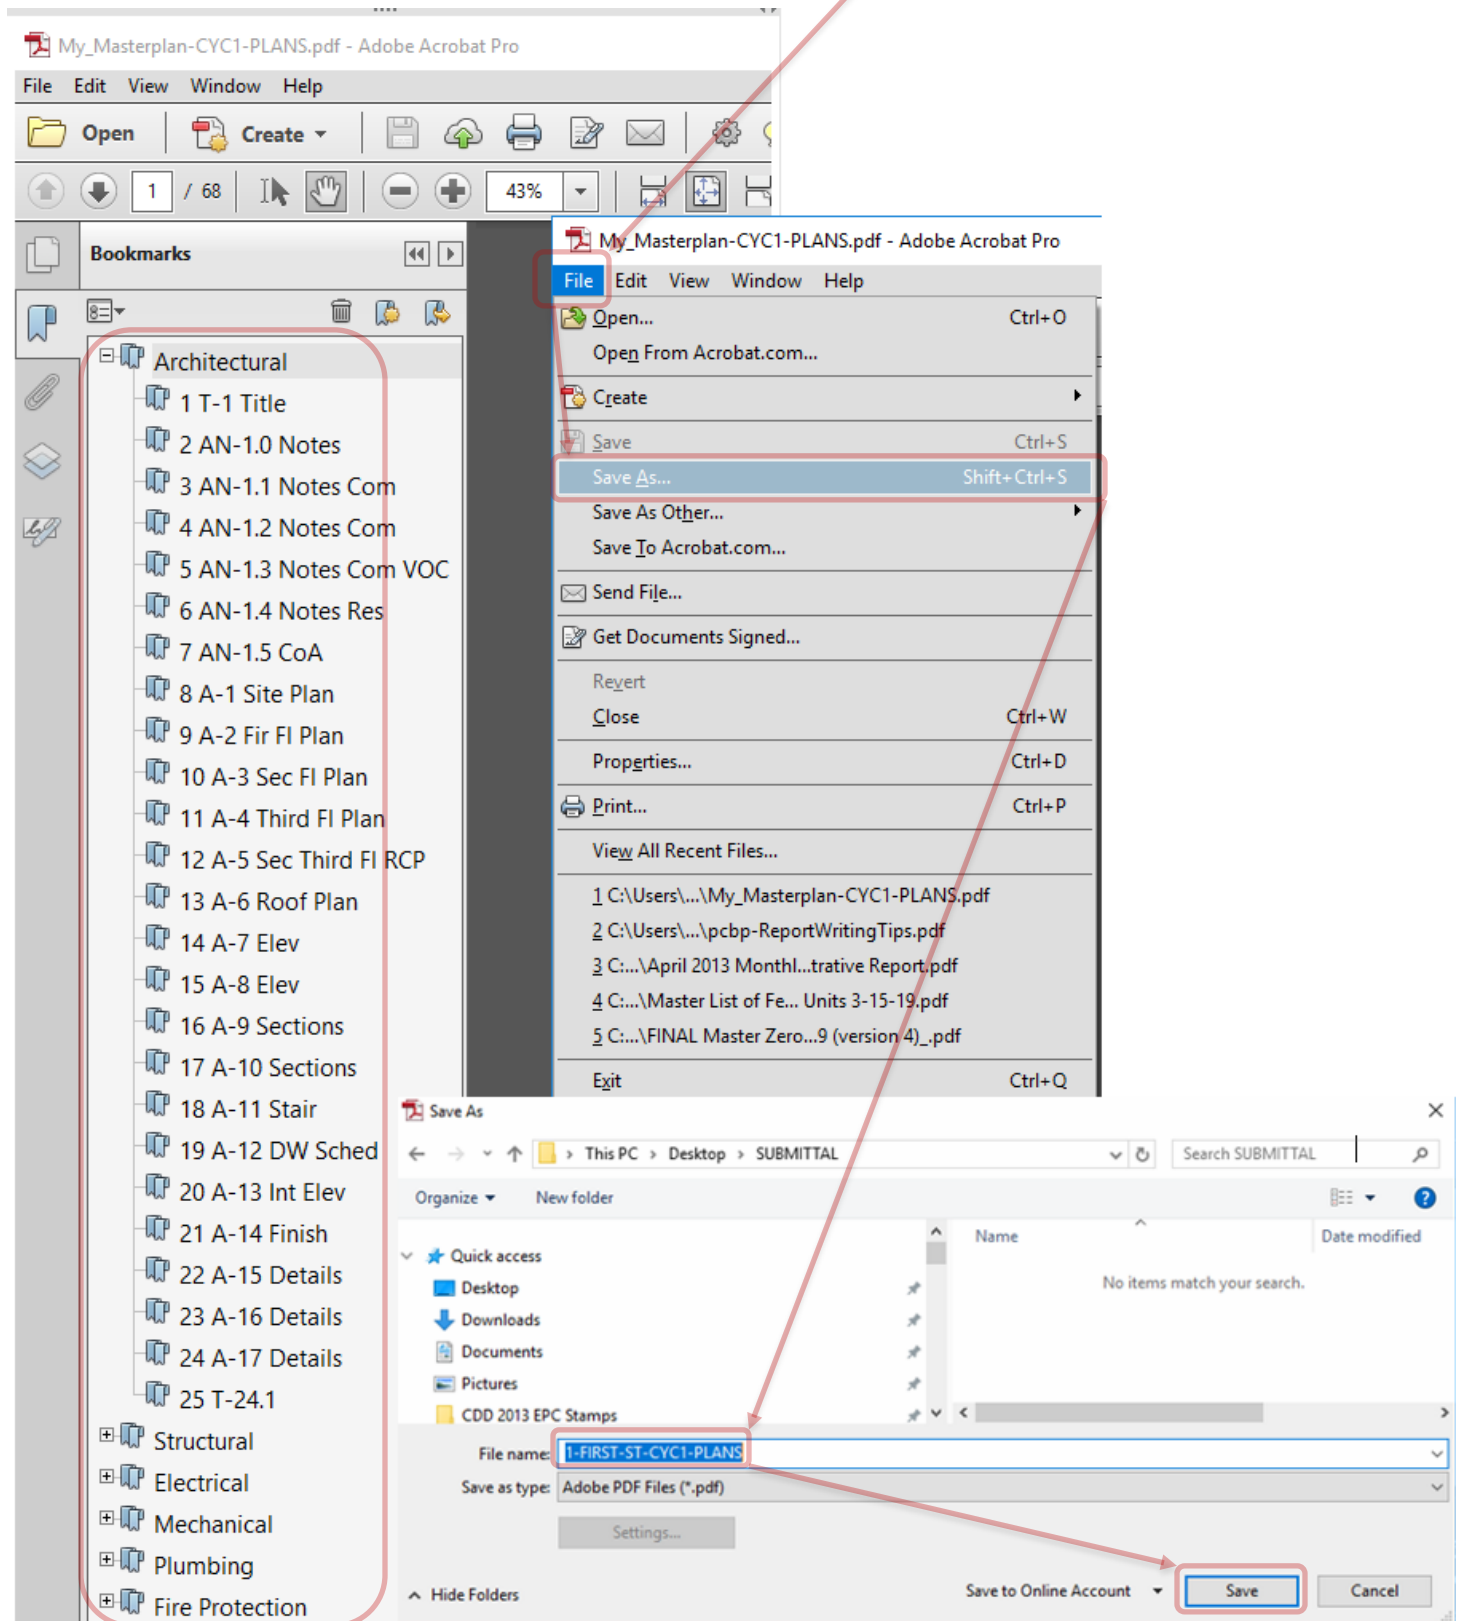 My_Masterplan-CYC1-PLANS.pdf - Adobe Acrobat Pro
File Edit View Window Help
Open Create
1 / 68 43%
Bookmarks
Architectural
1 T-1 Title
2 AN-1.0 Notes
3 AN-1.1 Notes Com
4 AN-1.2 Notes Com
5 AN-1.3 Notes Com VOC
6 AN-1.4 Notes Res
7 AN-1.5 CoA
8 A-1 Site Plan
9 A-2 Fir Fl Plan
10 A-3 Sec Fl Plan
11 A-4 Third Fl Plan
12 A-5 Sec Third Fl RCP
13 A-6 Roof Plan
14 A-7 Elev
15 A-8 Elev
16 A-9 Sections
17 A-10 Sections
18 A-11 Stair
19 A-12 DW Sched
20 A-13 Int Elev
21 A-14 Finish
22 A-15 Details
23 A-16 Details
24 A-17 Details
25 T-24.1
Structural
Electrical
Mechanical
Plumbing
Fire Protection
My_Masterplan-CYC1-PLANS.pdf - Adobe Acrobat Pro
File Edit View Window Help
Open... Ctrl+O
Open From Acrobat.com...
Create
Save Ctrl+S
Save As... Shift+Ctrl+S
Save As Other...
Save To Acrobat.com...
Send File...
Get Documents Signed...
Revert
Close Ctrl+W
Properties... Ctrl+D
Print... Ctrl+P
View All Recent Files...
1 C:\Users\...\My_Masterplan-CYC1-PLANS.pdf
2 C:\Users\...\pcbp-ReportWritingTips.pdf
3 C:...\April 2013 Monthl...trative Report.pdf
4 C:...\Master List of Fe... Units 3-15-19.pdf
5 C:...\FINAL Master Zero...9 (version 4)_.pdf
Exit Ctrl+Q
Save As
This PC > Desktop > SUBMITTAL Search SUBMITTAL
Organize New folder
Name Date modified
Quick access
No items match your search.
Desktop
Downloads
Documents
Pictures
CDD 2013 EPC Stamps
File name: 1-FIRST-ST-CYC1-PLANS
Save as type: Adobe PDF Files (*.pdf)
Settings...
Hide Folders Save to Online Account Save Cancel